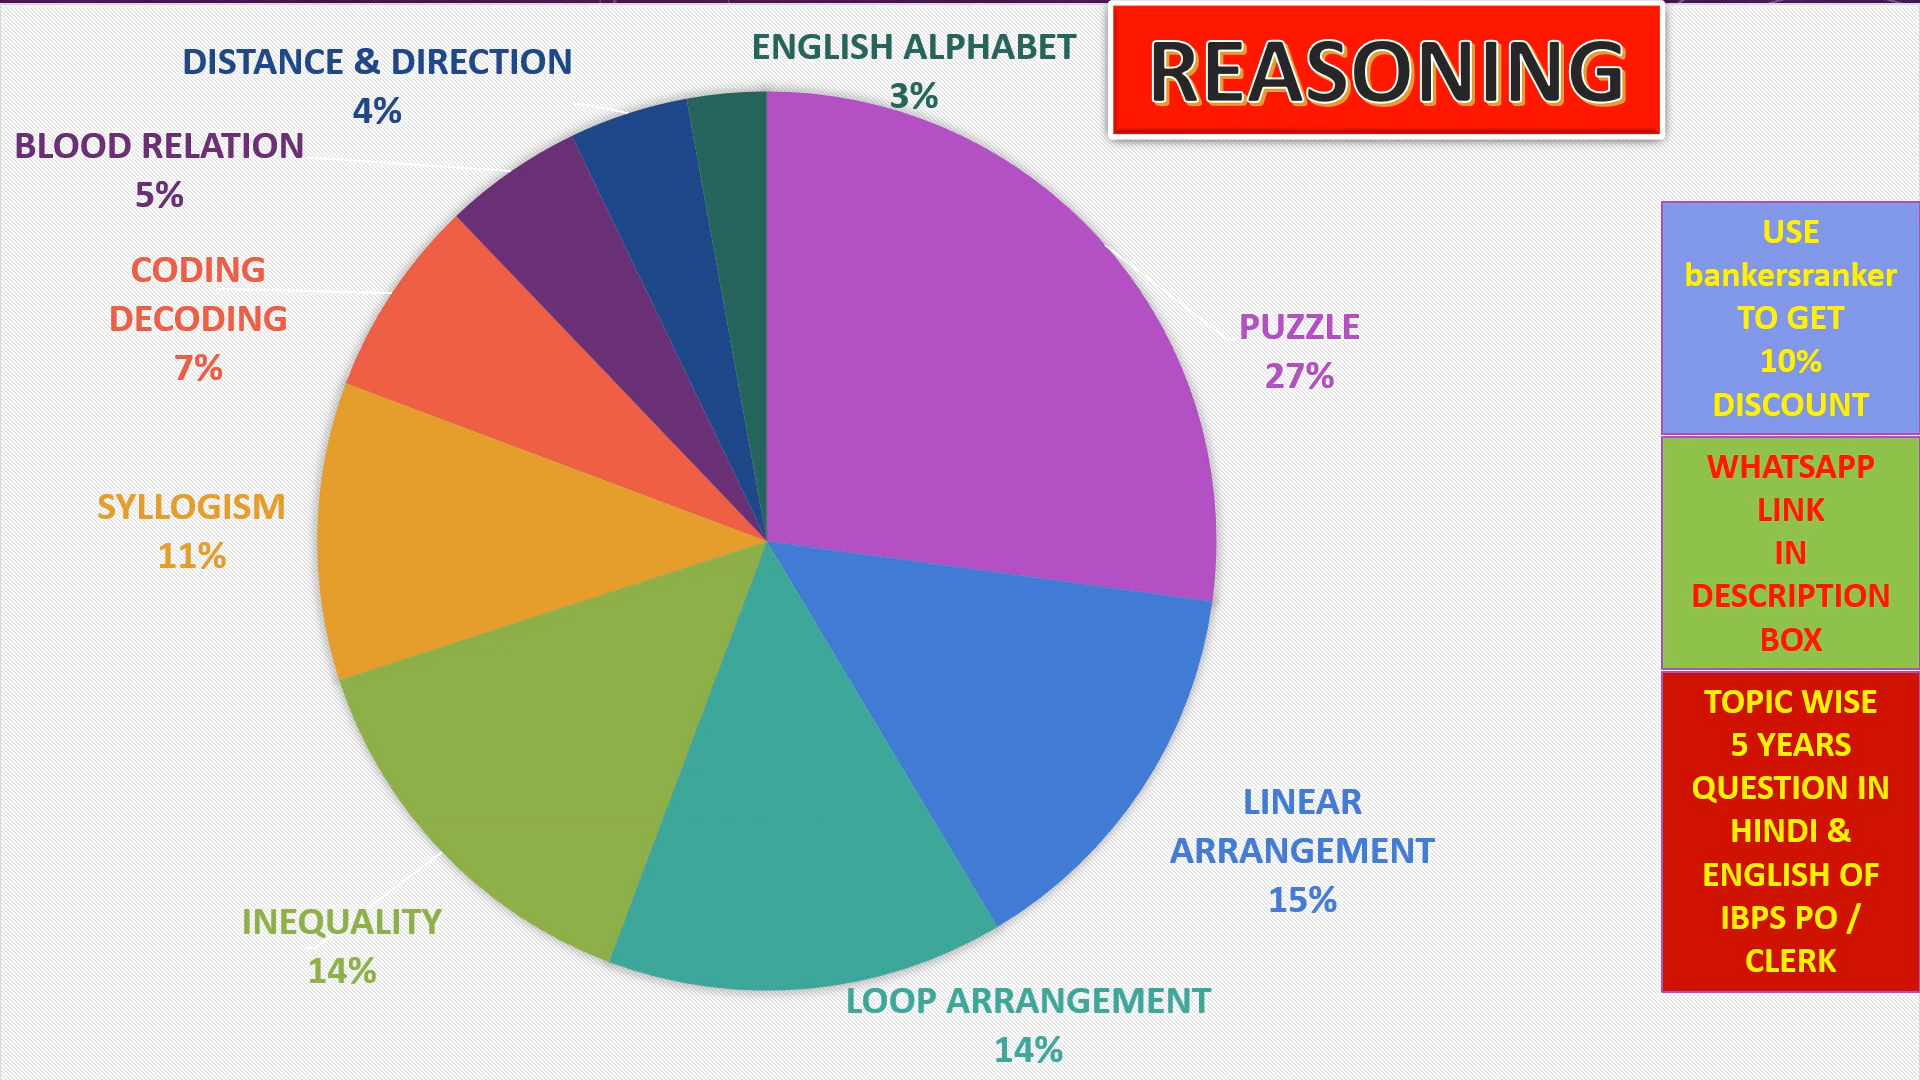 REASONING
ENGLISH ALPHABET
3%
DISTANCE & DIRECTION
4%
BLOOD RELATION
5%
CODING
DECODING
7%
SYLLOGISM
11%
INEQUALITY
14%
LOOP ARRANGEMENT
14%
LINEAR
ARRANGEMENT
15%
PUZZLE
27%
USE
bankersranker
TO GET
10%
DISCOUNT
WHATSAPP
LINK
IN
DESCRIPTION
BOX
TOPIC WISE
5 YEARS
QUESTION IN
HINDI &
ENGLISH OF
IBPS PO /
CLERK